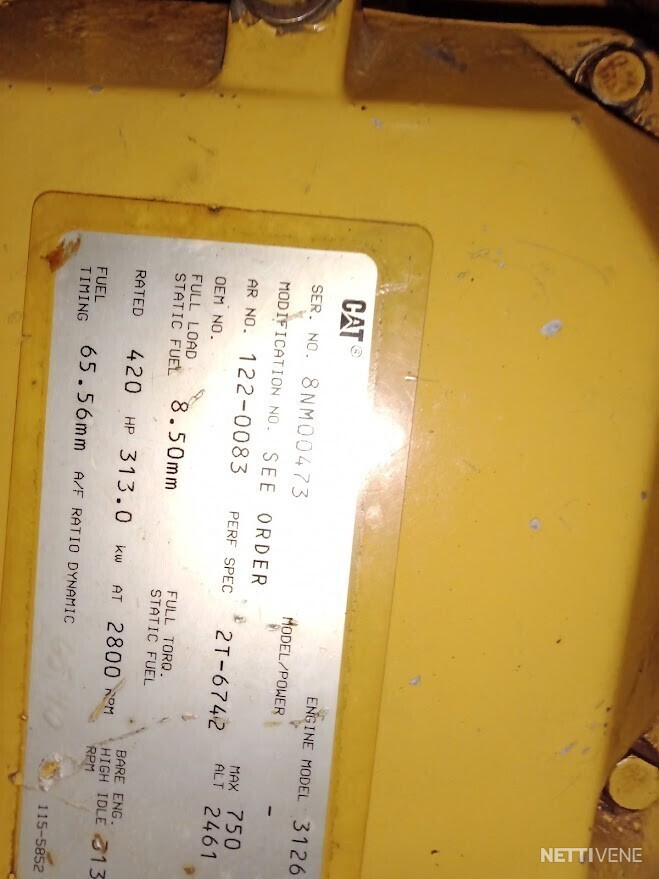 CAT®
SER. NO. 8NM00473 ENGINE MODEL 3126
MODIFICATION NO. SEE ORDER MODEL/POWER -
AR NO. 122-0083 PERF SPEC 2T-6742 MAX ALT 750 2461
OEM NO.
FULL LOAD STATIC FUEL 8.50mm FULL TORQ. STATIC FUEL
RATED 420 HP 313.0 kw AT 2800 RPM BARE ENG. HIGH IDLE RPM
FUEL TIMING 65.56mm A/F RATIO DYNAMIC
115-5852
NETTIVENE